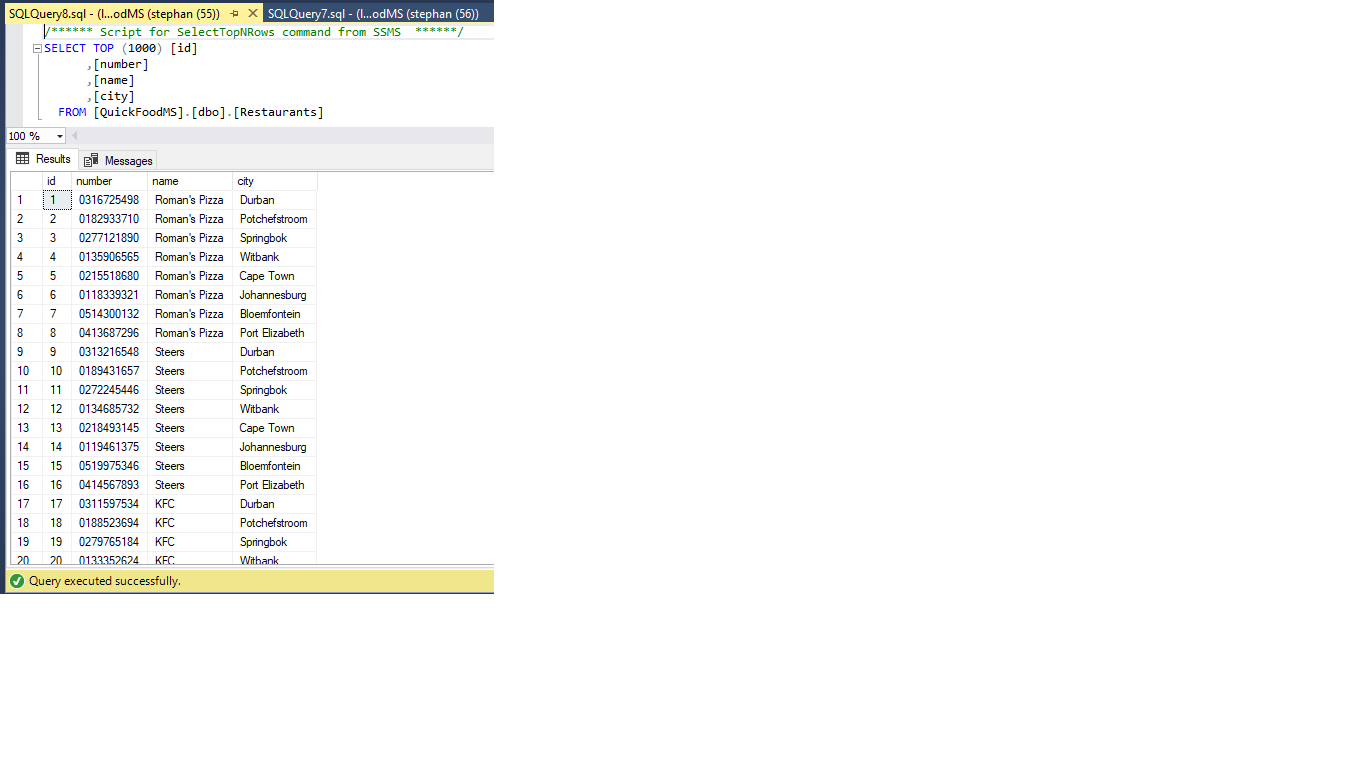 SQLQuery8.sql - (l...odMS (stephan (55)) SQLQuery7.sql - (l...odMS (stephan (56))
/****** Script for SelectTopNRows command from SSMS ******/
SELECT TOP (1000) [id]
,[number]
,[name]
,[city]
FROM [QuickFoodMS].[dbo].[Restaurants]
100 %
Results Messages
id number name city
1 1 0316725498 Roman's Pizza Durban
2 2 0182933710 Roman's Pizza Potchefstroom
3 3 0277121890 Roman's Pizza Springbok
4 4 0135906565 Roman's Pizza Witbank
5 5 0215518680 Roman's Pizza Cape Town
6 6 0118339321 Roman's Pizza Johannesburg
7 7 0514300132 Roman's Pizza Bloemfontein
8 8 0413687296 Roman's Pizza Port Elizabeth
9 9 0313216548 Steers Durban
10 10 0189431657 Steers Potchefstroom
11 11 0272245446 Steers Springbok
12 12 0134685732 Steers Witbank
13 13 0218493145 Steers Cape Town
14 14 0119461375 Steers Johannesburg
15 15 0519975346 Steers Bloemfontein
16 16 0414567893 Steers Port Elizabeth
17 17 0311597534 KFC Durban
18 18 0188523694 KFC Potchefstroom
19 19 0279765184 KFC Springbok
20 20 0133352624 KFC Witbank
Query executed successfully.